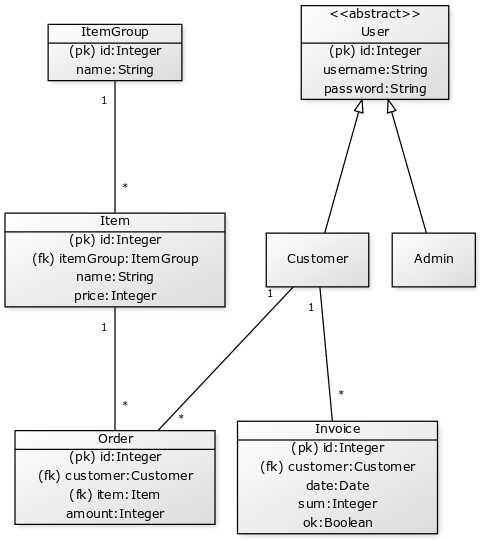 ItemGroup
(pk) id:Integer
name:String
<<abstract>>
User
(pk) id:Integer
username:String
password:String
1
*
Item
(pk) id:Integer
(fk) itemGroup:ItemGroup
name:String
price:Integer
Customer
Admin
1
1
1
*
*
*
Order
(pk) id:Integer
(fk) customer:Customer
(fk) item:Item
amount:Integer
Invoice
(pk) id:Integer
(fk) customer:Customer
date:Date
sum:Integer
ok:Boolean